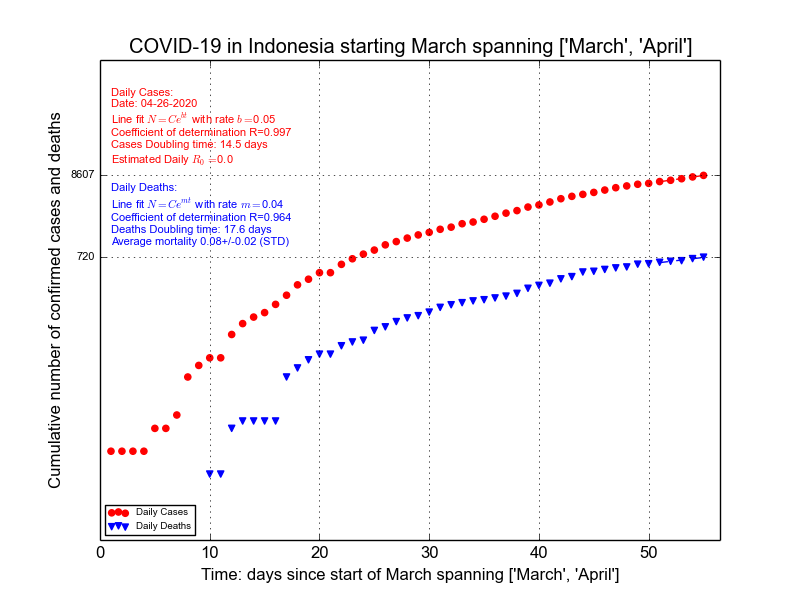 COVID-19 in Indonesia starting March spanning ['March', 'April']
Daily Cases:
Date: 04-26-2020
Line fit N = Ce^{bt} with rate b = 0.05
Coefficient of determination R=0.997
Cases Doubling time: 14.5 days
Estimated Daily R_0 = 0.0
8607
Daily Deaths:
Line fit N = Ce^{mt} with rate m = 0.04
Coefficient of determination R=0.964
Deaths Doubling time: 17.6 days
Average mortality 0.08+/-0.02 (STD)
720
Cumulative number of confirmed cases and deaths
Daily Cases
Daily Deaths
0 10 20 30 40 50
Time: days since start of March spanning ['March', 'April']